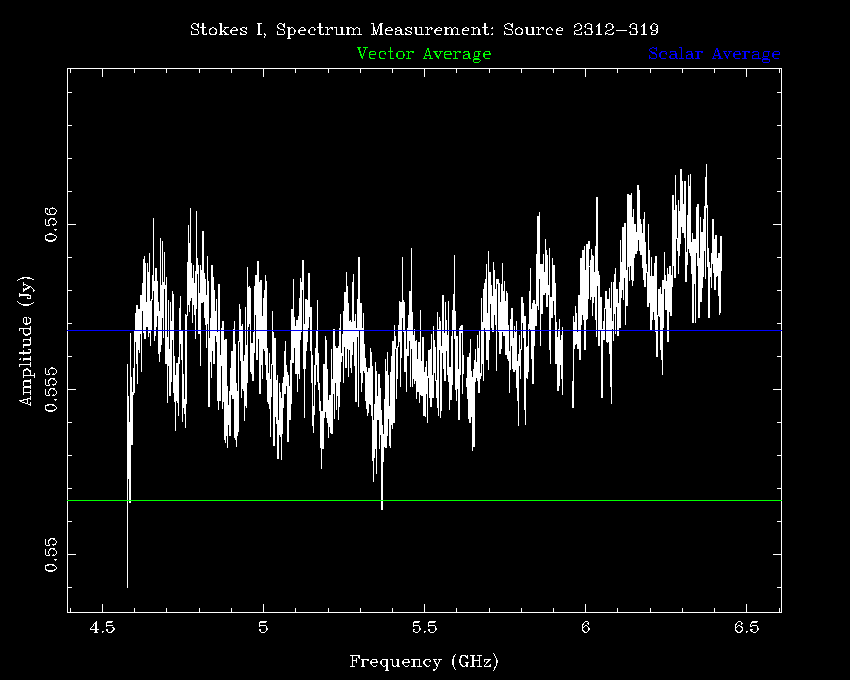 Stokes I, Spectrum Measurement: Source 2312−319
Vector Average Scalar Average
0.56
0.555
0.55
Amplitude (Jy)
4.5 5 5.5 6 6.5
Frequency (GHz)